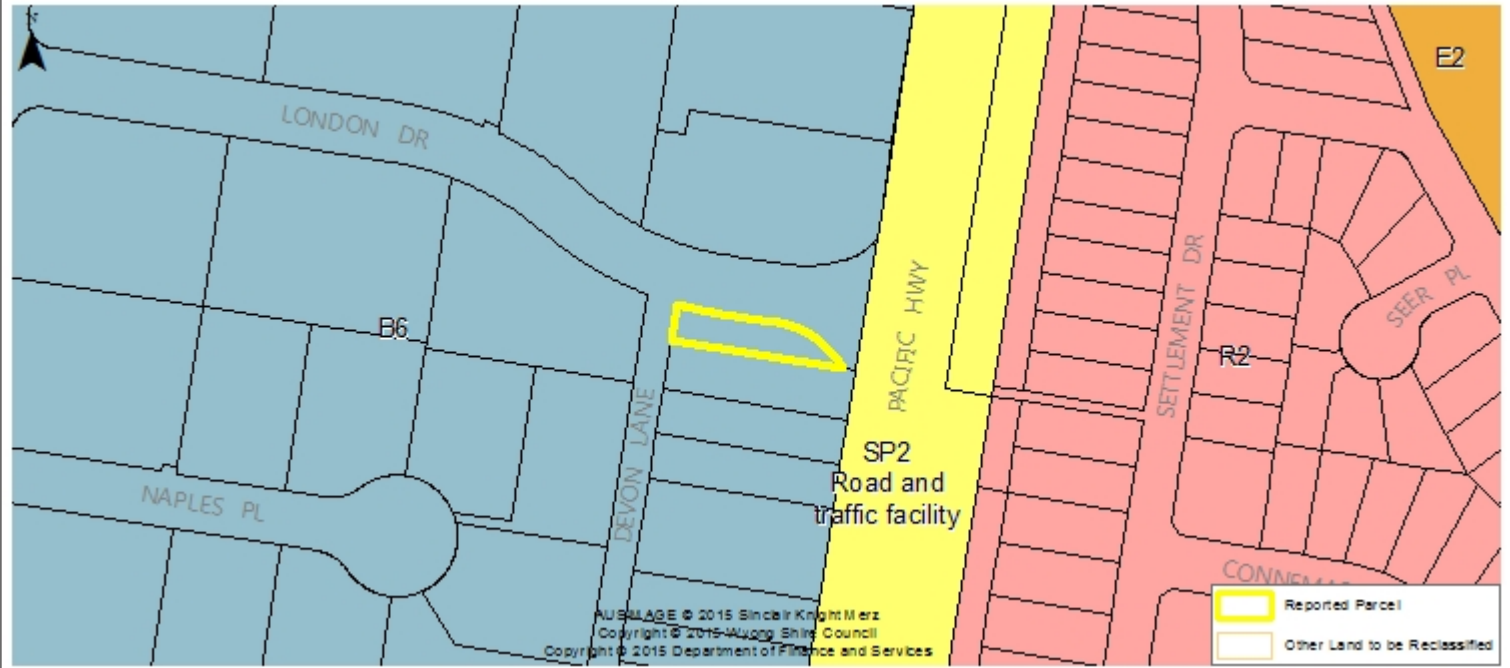 N
E2
LONDON DR
SETTLEMENT DR
PACIFIC HWY
SEER PL
B6
R2
DEVON LANE
SP2
Road and
traffic facility
NAPLES PL
CONNEMA
AUSIMAGE © 2015 Sinclair Knight Merz
Copyright © 2015 Wyong Shire Council
Copyright © 2015 Department of Finance and Services
Reported Parcel
Other Land to be Reclassified